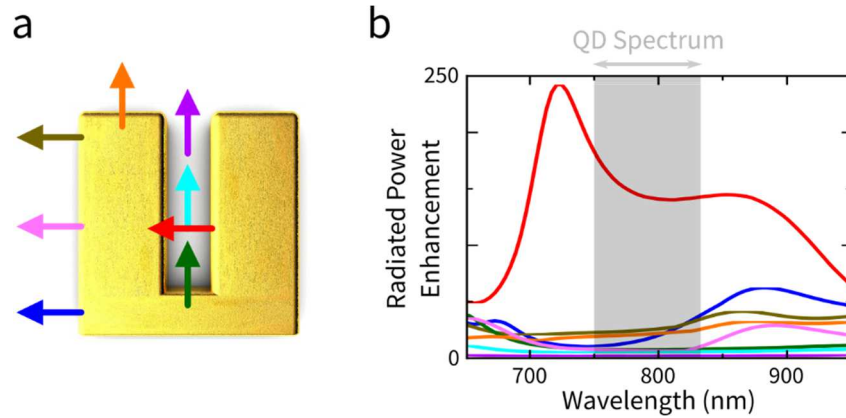 a
b
QD Spectrum
250
0
Radiated Power
Enhancement
700
800
900
Wavelength (nm)